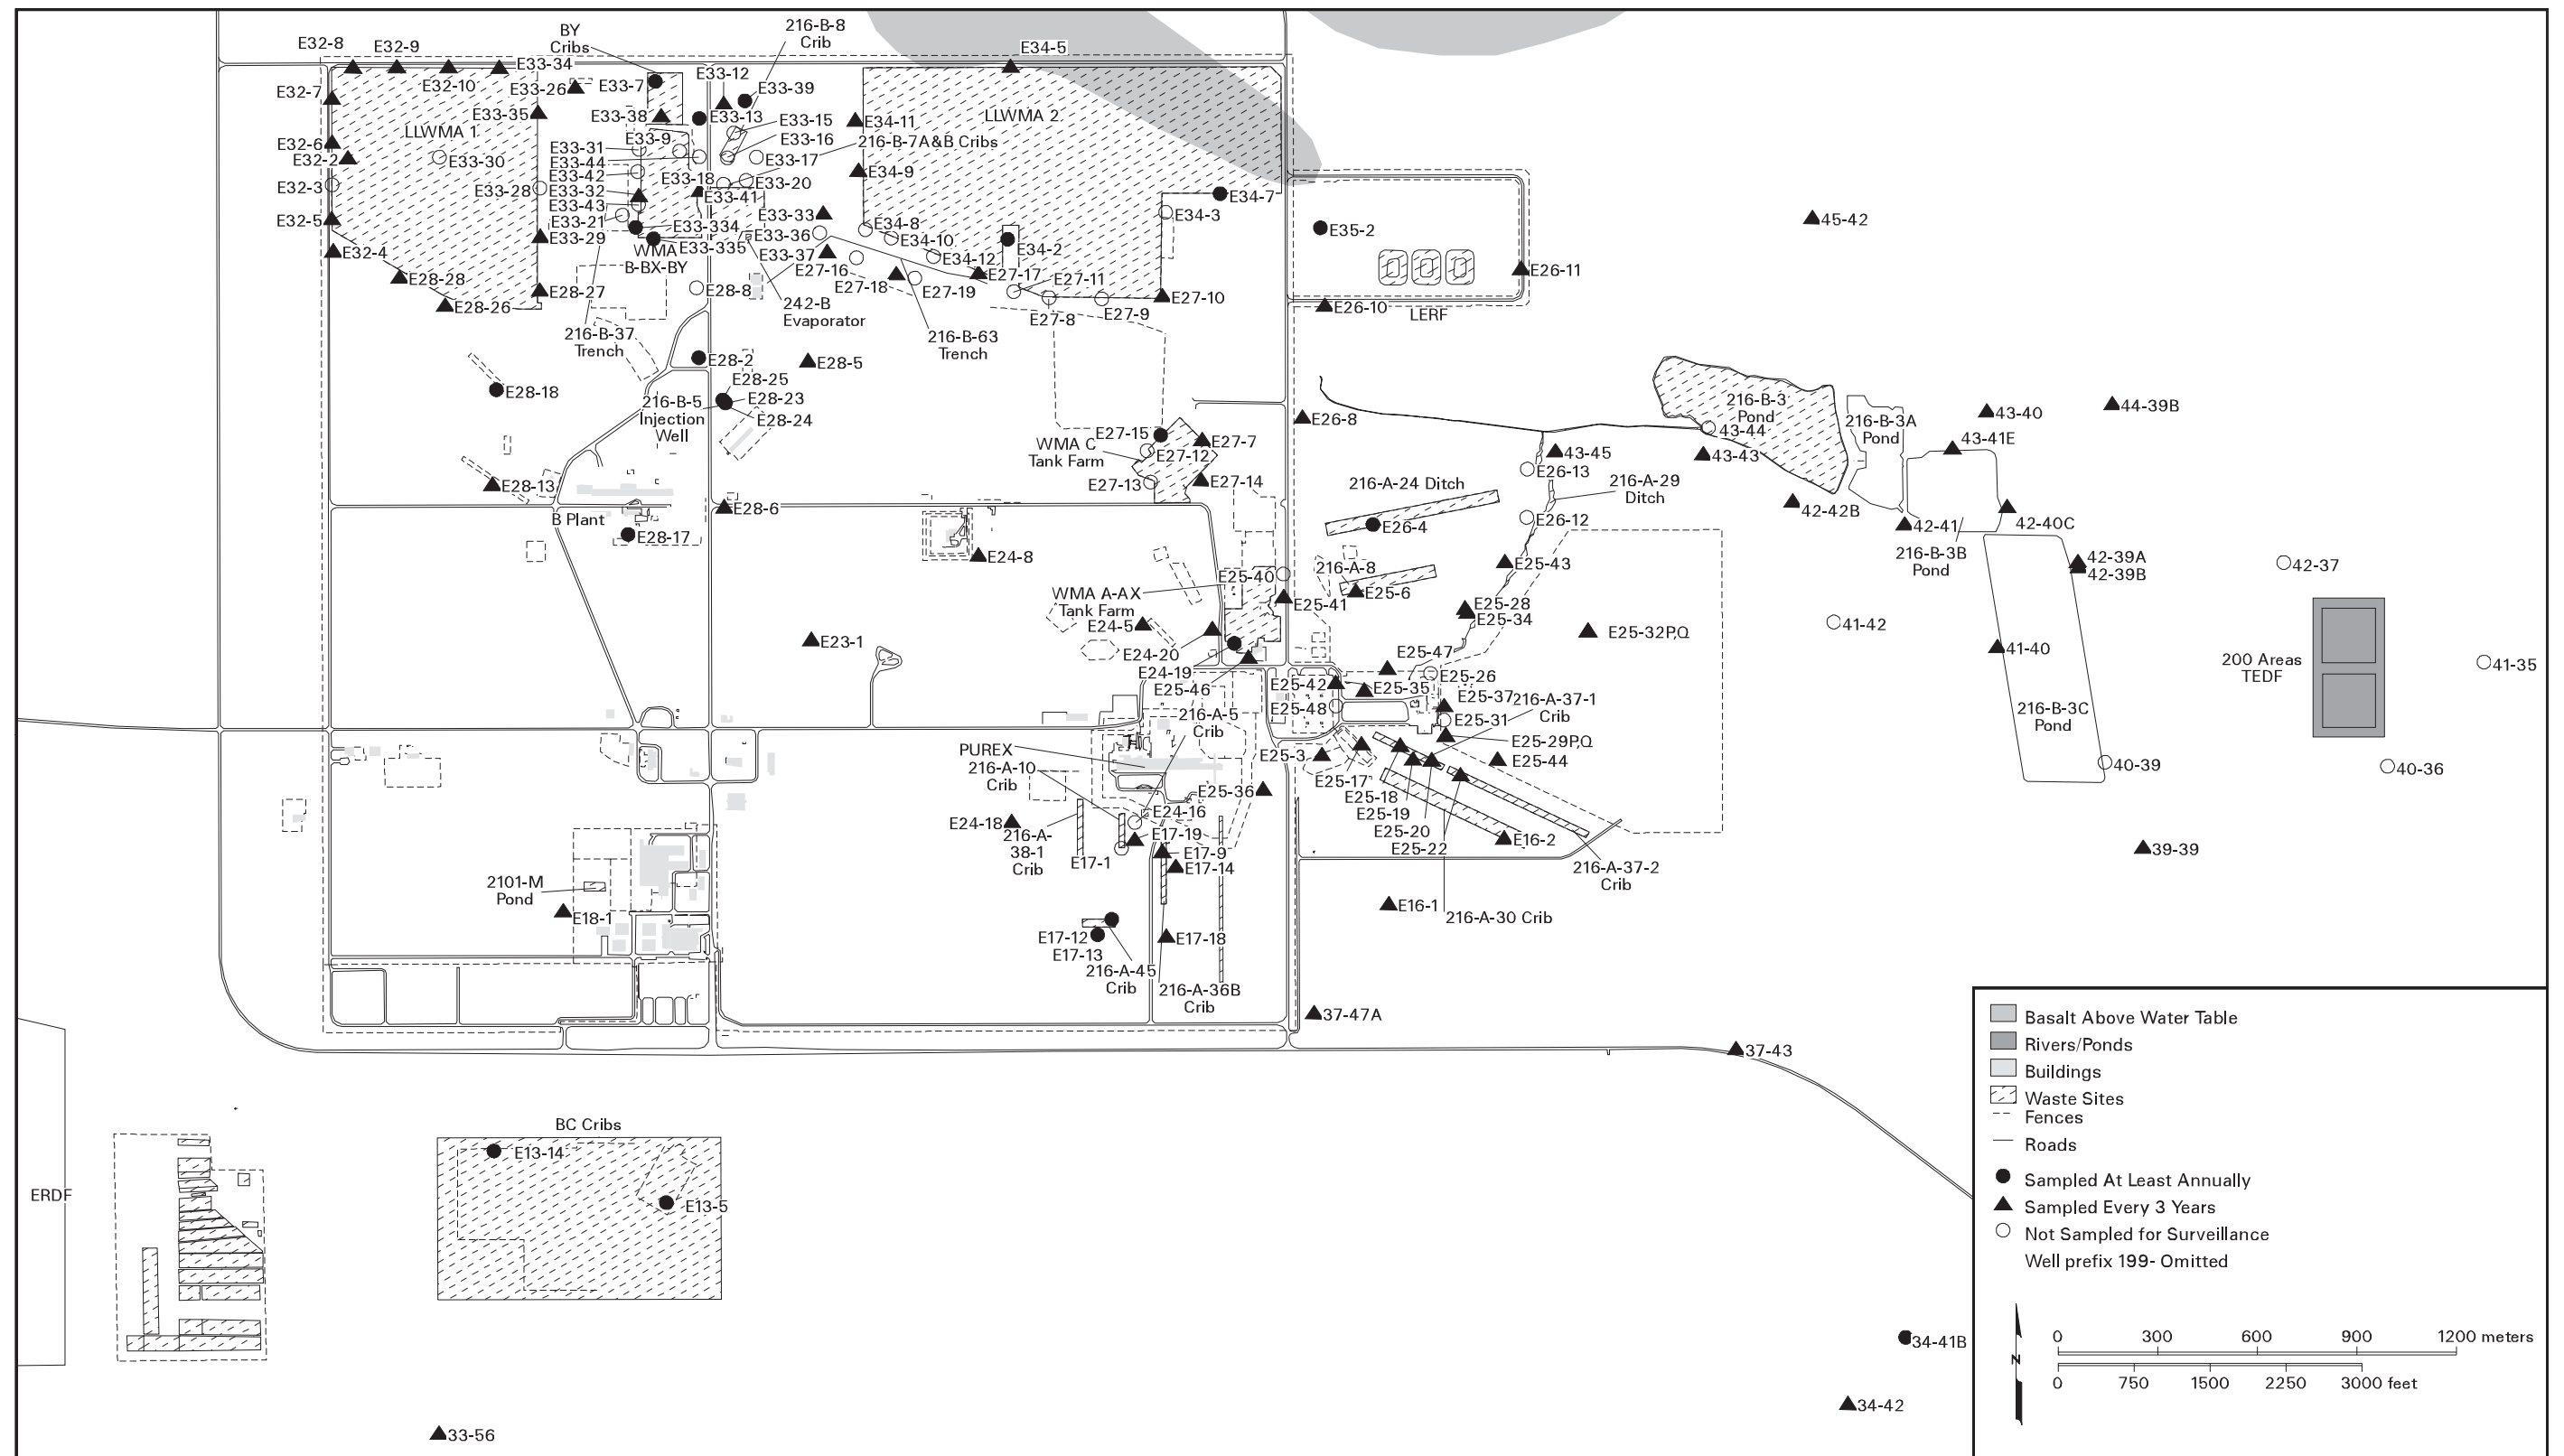 E32-8
E32-9
BY
Cribs
216-B-8
Crib
E34-5
E33-34
E33-12
E32-7
E32-10
E33-26
E33-7
E33-39
E33-35
E33-38
E33-13
E33-15
E34-11
LLWMA 2
LLWMA 1
E32-6
E33-9
E33-16
216-B-7A&B Cribs
E33-31
E32-2
E33-30
E33-44
E33-17
E33-42
E34-9
E33-18
E33-20
E32-3
E33-28
E33-32
E33-41
E34-7
E33-43
E33-33
E34-3
E32-5
E33-21
E33-334
E34-8
45-42
E33-29
E33-36
E35-2
E34-10
E33-335
E34-2
WMA
B-BX-BY
E32-4
E33-37
E34-12
E27-16
E26-11
E28-28
E27-17
E27-11
E27-18
E27-19
E28-27
E28-8
E27-10
E28-26
242-B
Evaporator
E26-10
LERF
E27-9
E27-8
216-B-37
Trench
216-B-63
Trench
E28-2
E28-5
E28-25
E28-18
E28-23
216-B-5
Injection
Well
E28-24
216-B-3
Pond
216-B-3A
Pond
43-40
44-39B
E26-8
43-44
E27-15
E27-7
43-41E
WMA C
Tank Farm
E27-12
43-45
43-43
E26-13
E28-13
E27-13
E27-14
216-A-24 Ditch
216-A-29
Ditch
E28-6
42-42B
B Plant
E26-4
E26-12
42-41
42-40C
E28-17
E24-8
216-B-3B
Pond
42-39A
42-39B
42-37
E25-43
216-A-8
E25-40
E25-6
WMA A-AX
Tank Farm
E25-41
E25-28
E25-34
E24-5
41-42
E25-32P,Q
E23-1
E24-20
E25-47
41-40
200 Areas
TEDF
41-35
E24-19
E25-26
E25-42
E25-35
E25-46
E25-37
216-A-37-1
Crib
E25-48
216-A-5
Crib
E25-31
216-B-3C
Pond
E25-29P,Q
PUREX
E25-3
E25-44
216-A-10
Crib
40-39
40-36
E25-17
E25-36
E25-18
E24-16
E25-19
E24-18
216-A-
38-1
Crib
E17-19
E25-20
E25-22
E16-2
E17-1
E17-9
E17-14
39-39
216-A-37-2
Crib
2101-M
Pond
E18-1
E16-1
216-A-30 Crib
E17-12
E17-18
E17-13
216-A-45
Crib
216-A-36B
Crib
37-47A
37-43
Basalt Above Water Table
Rivers/Ponds
Buildings
Waste Sites
Fences
Roads
Sampled At Least Annually
Sampled Every 3 Years
Not Sampled for Surveillance
Well prefix 199- Omitted
BC Cribs
E13-14
ERDF
E13-5
0 300 600 900 1200 meters
N
0 750 1500 2250 3000 feet
34-41B
34-42
33-56